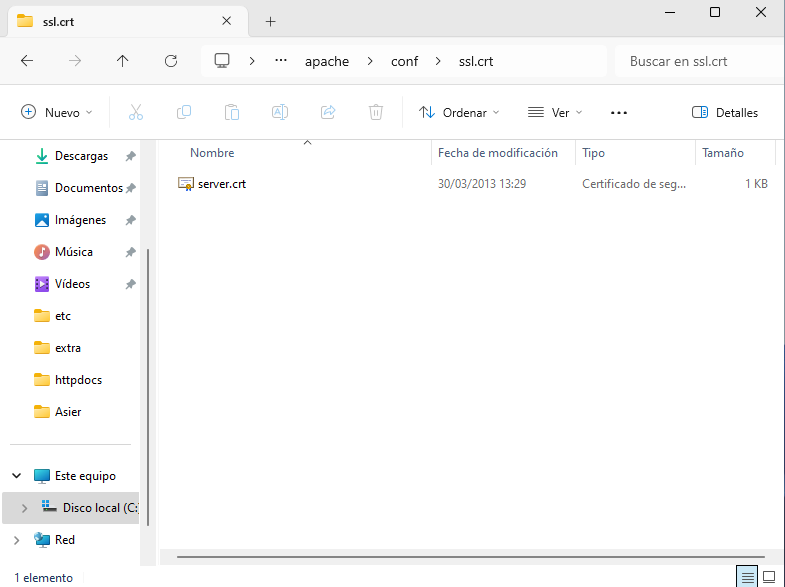 ssl.crt
apache > conf > ssl.crt
Buscar en ssl.crt
Nuevo
Ordenar
Ver
Detalles
Nombre
Fecha de modificación
Tipo
Tamaño
server.crt
30/03/2013 13:29
Certificado de seg...
1 KB
Descargas
Documentos
Imágenes
Música
Vídeos
etc
extra
httpdocs
Asier
Este equipo
Disco local (C:
Red
1 elemento